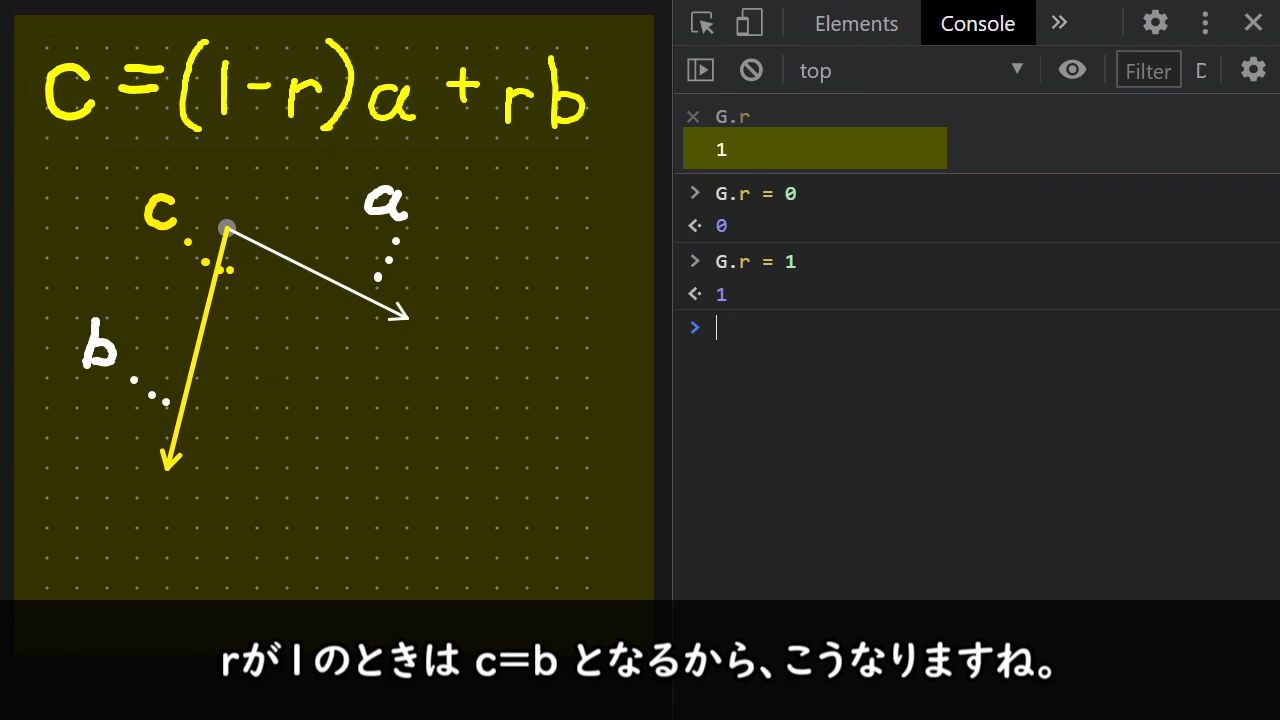 c=(1-r)a+rb
c
a
b
Elements Console »
top ▼ Filter D
× G.r
1
> G.r = 0
0
> G.r = 1
1
>
rが1のときは c=b となるから、こうなりますね。